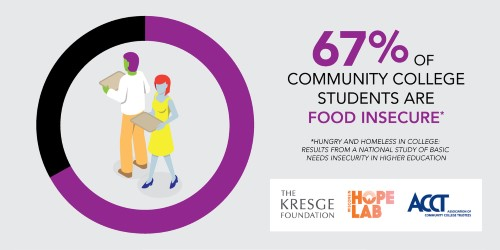 67% OF
COMMUNITY COLLEGE
STUDENTS ARE
FOOD INSECURE*
*HUNGRY AND HOMELESS IN COLLEGE:
RESULTS FROM A NATIONAL STUDY OF BASIC
NEEDS INSECURITY IN HIGHER EDUCATION
THE
KRESGE
FOUNDATION
WISCONSIN
HOPE
LAB
ACCT
ASSOCIATION OF
COMMUNITY COLLEGE TRUSTEES